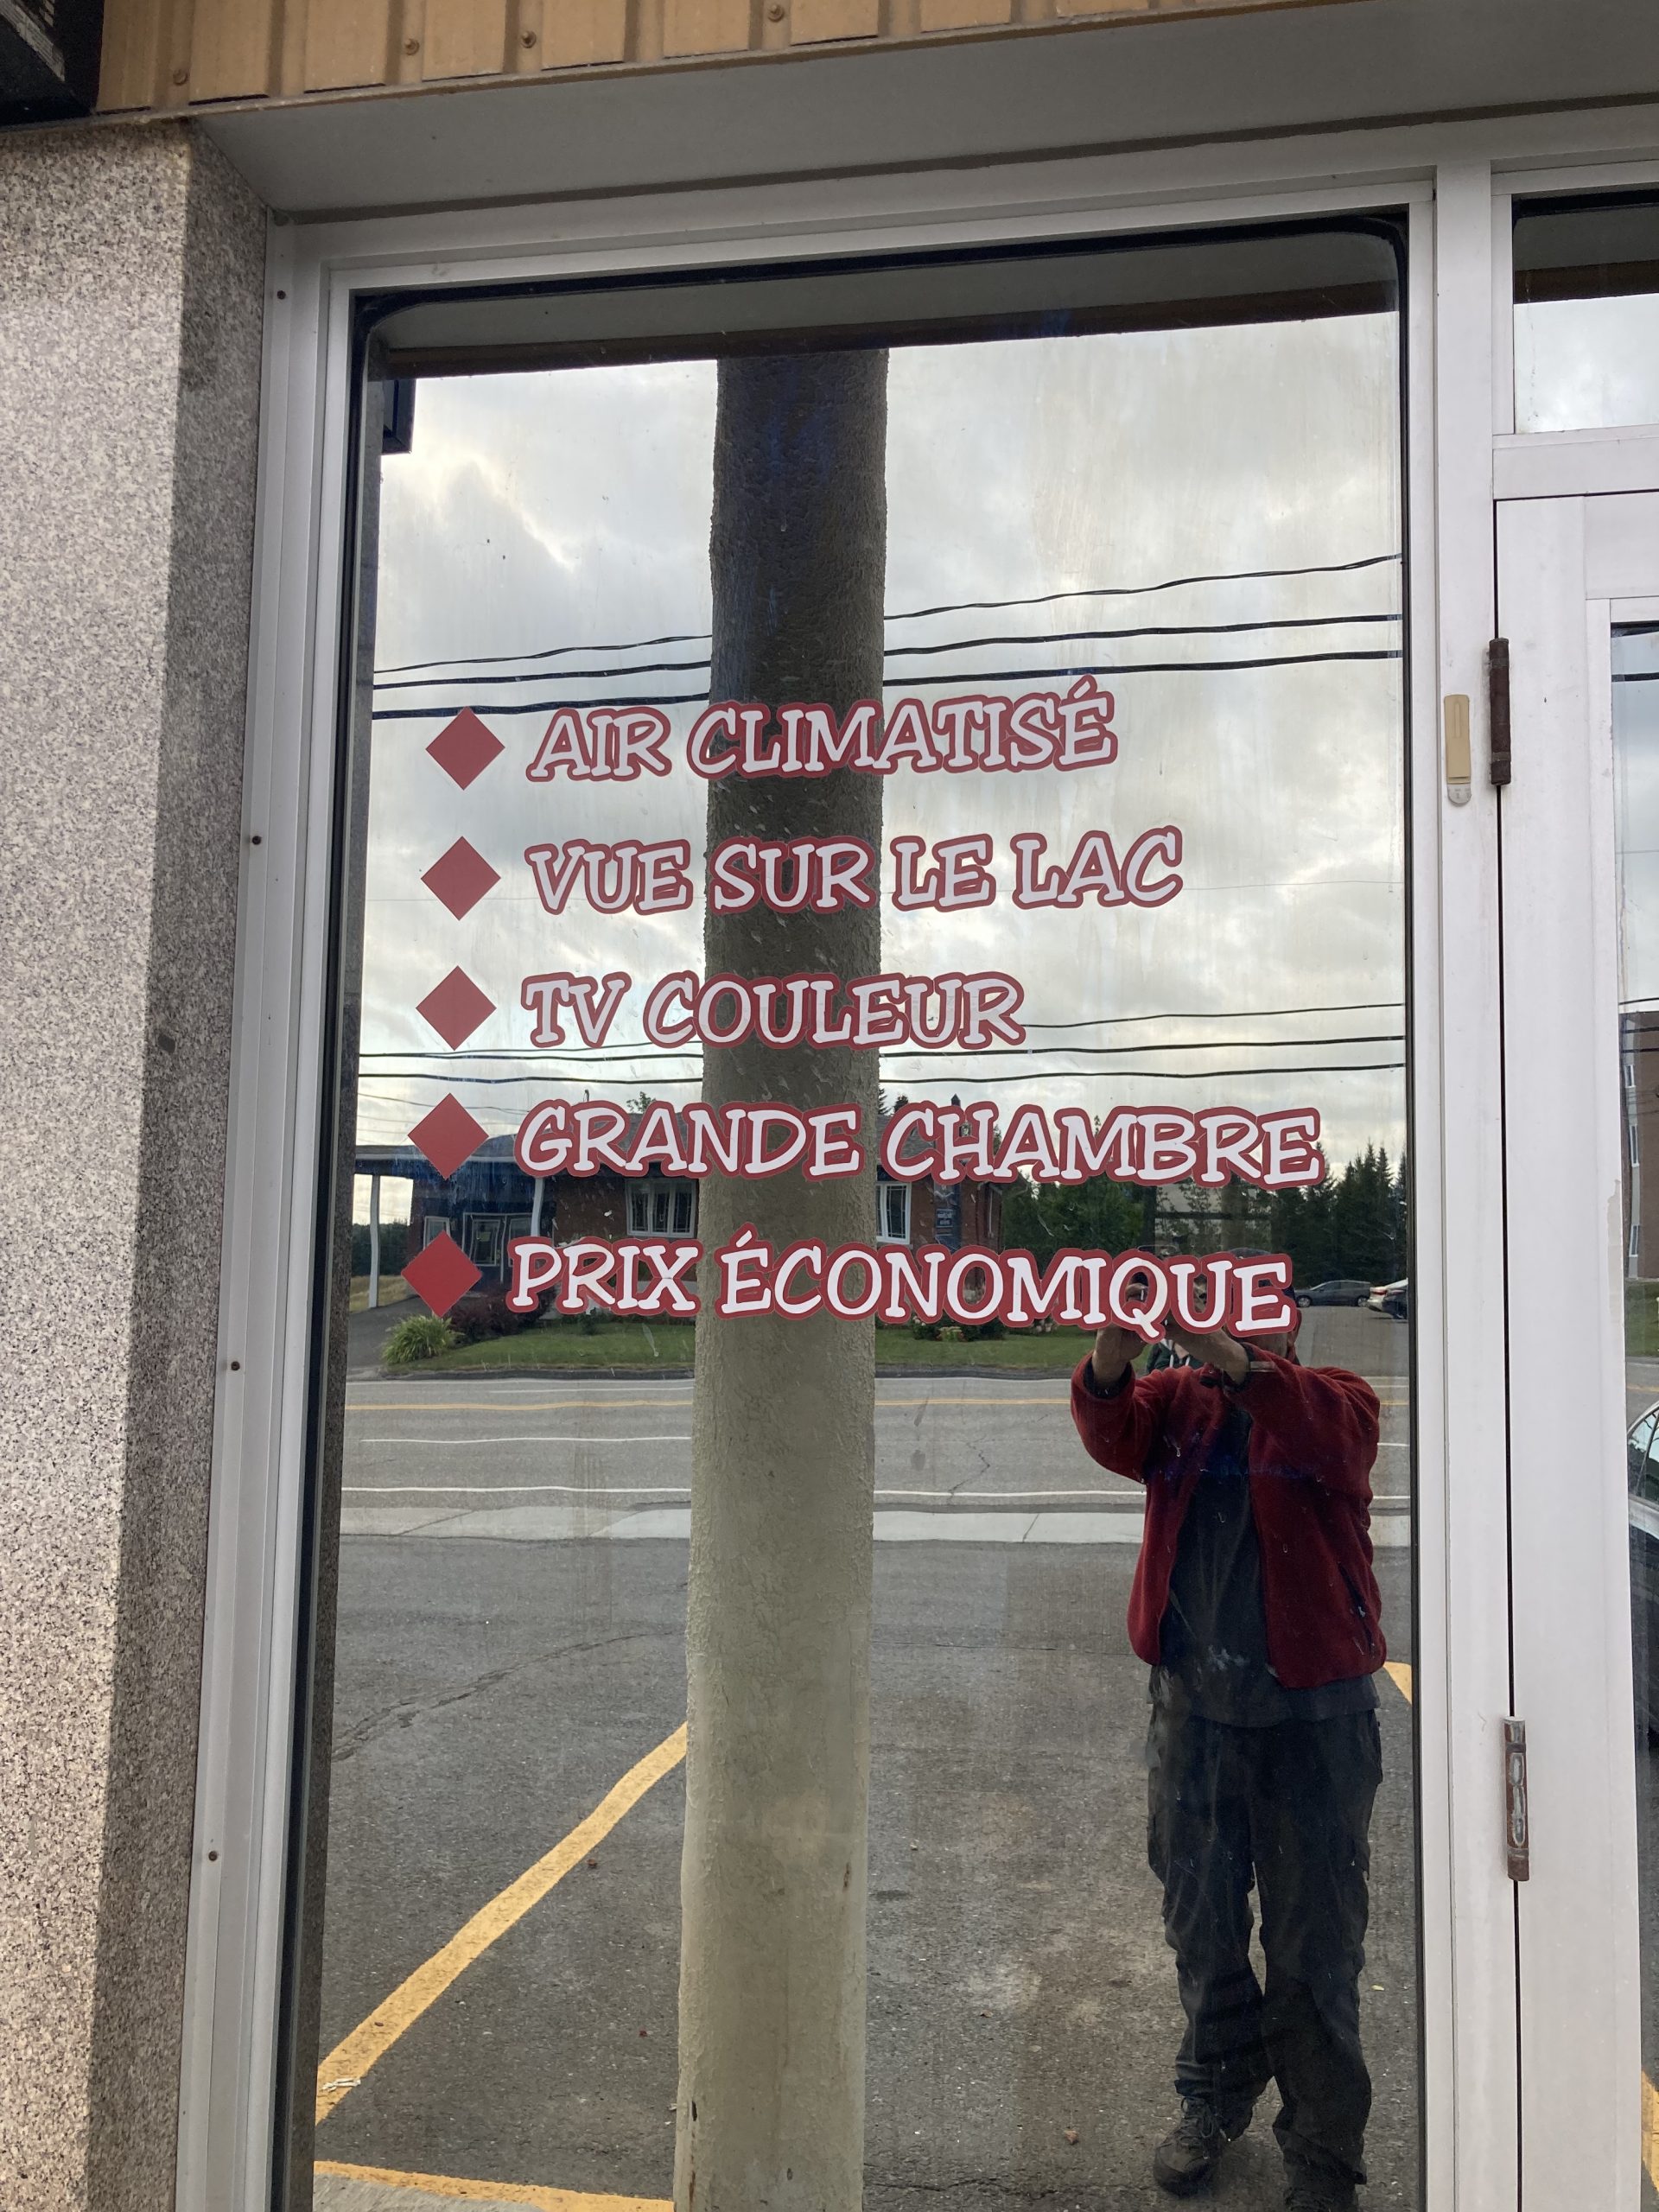 AIR CLIMATISÉ
VUE SUR LE LAC
TV COULEUR
GRANDE CHAMBRE
PRIX ÉCONOMIQUE